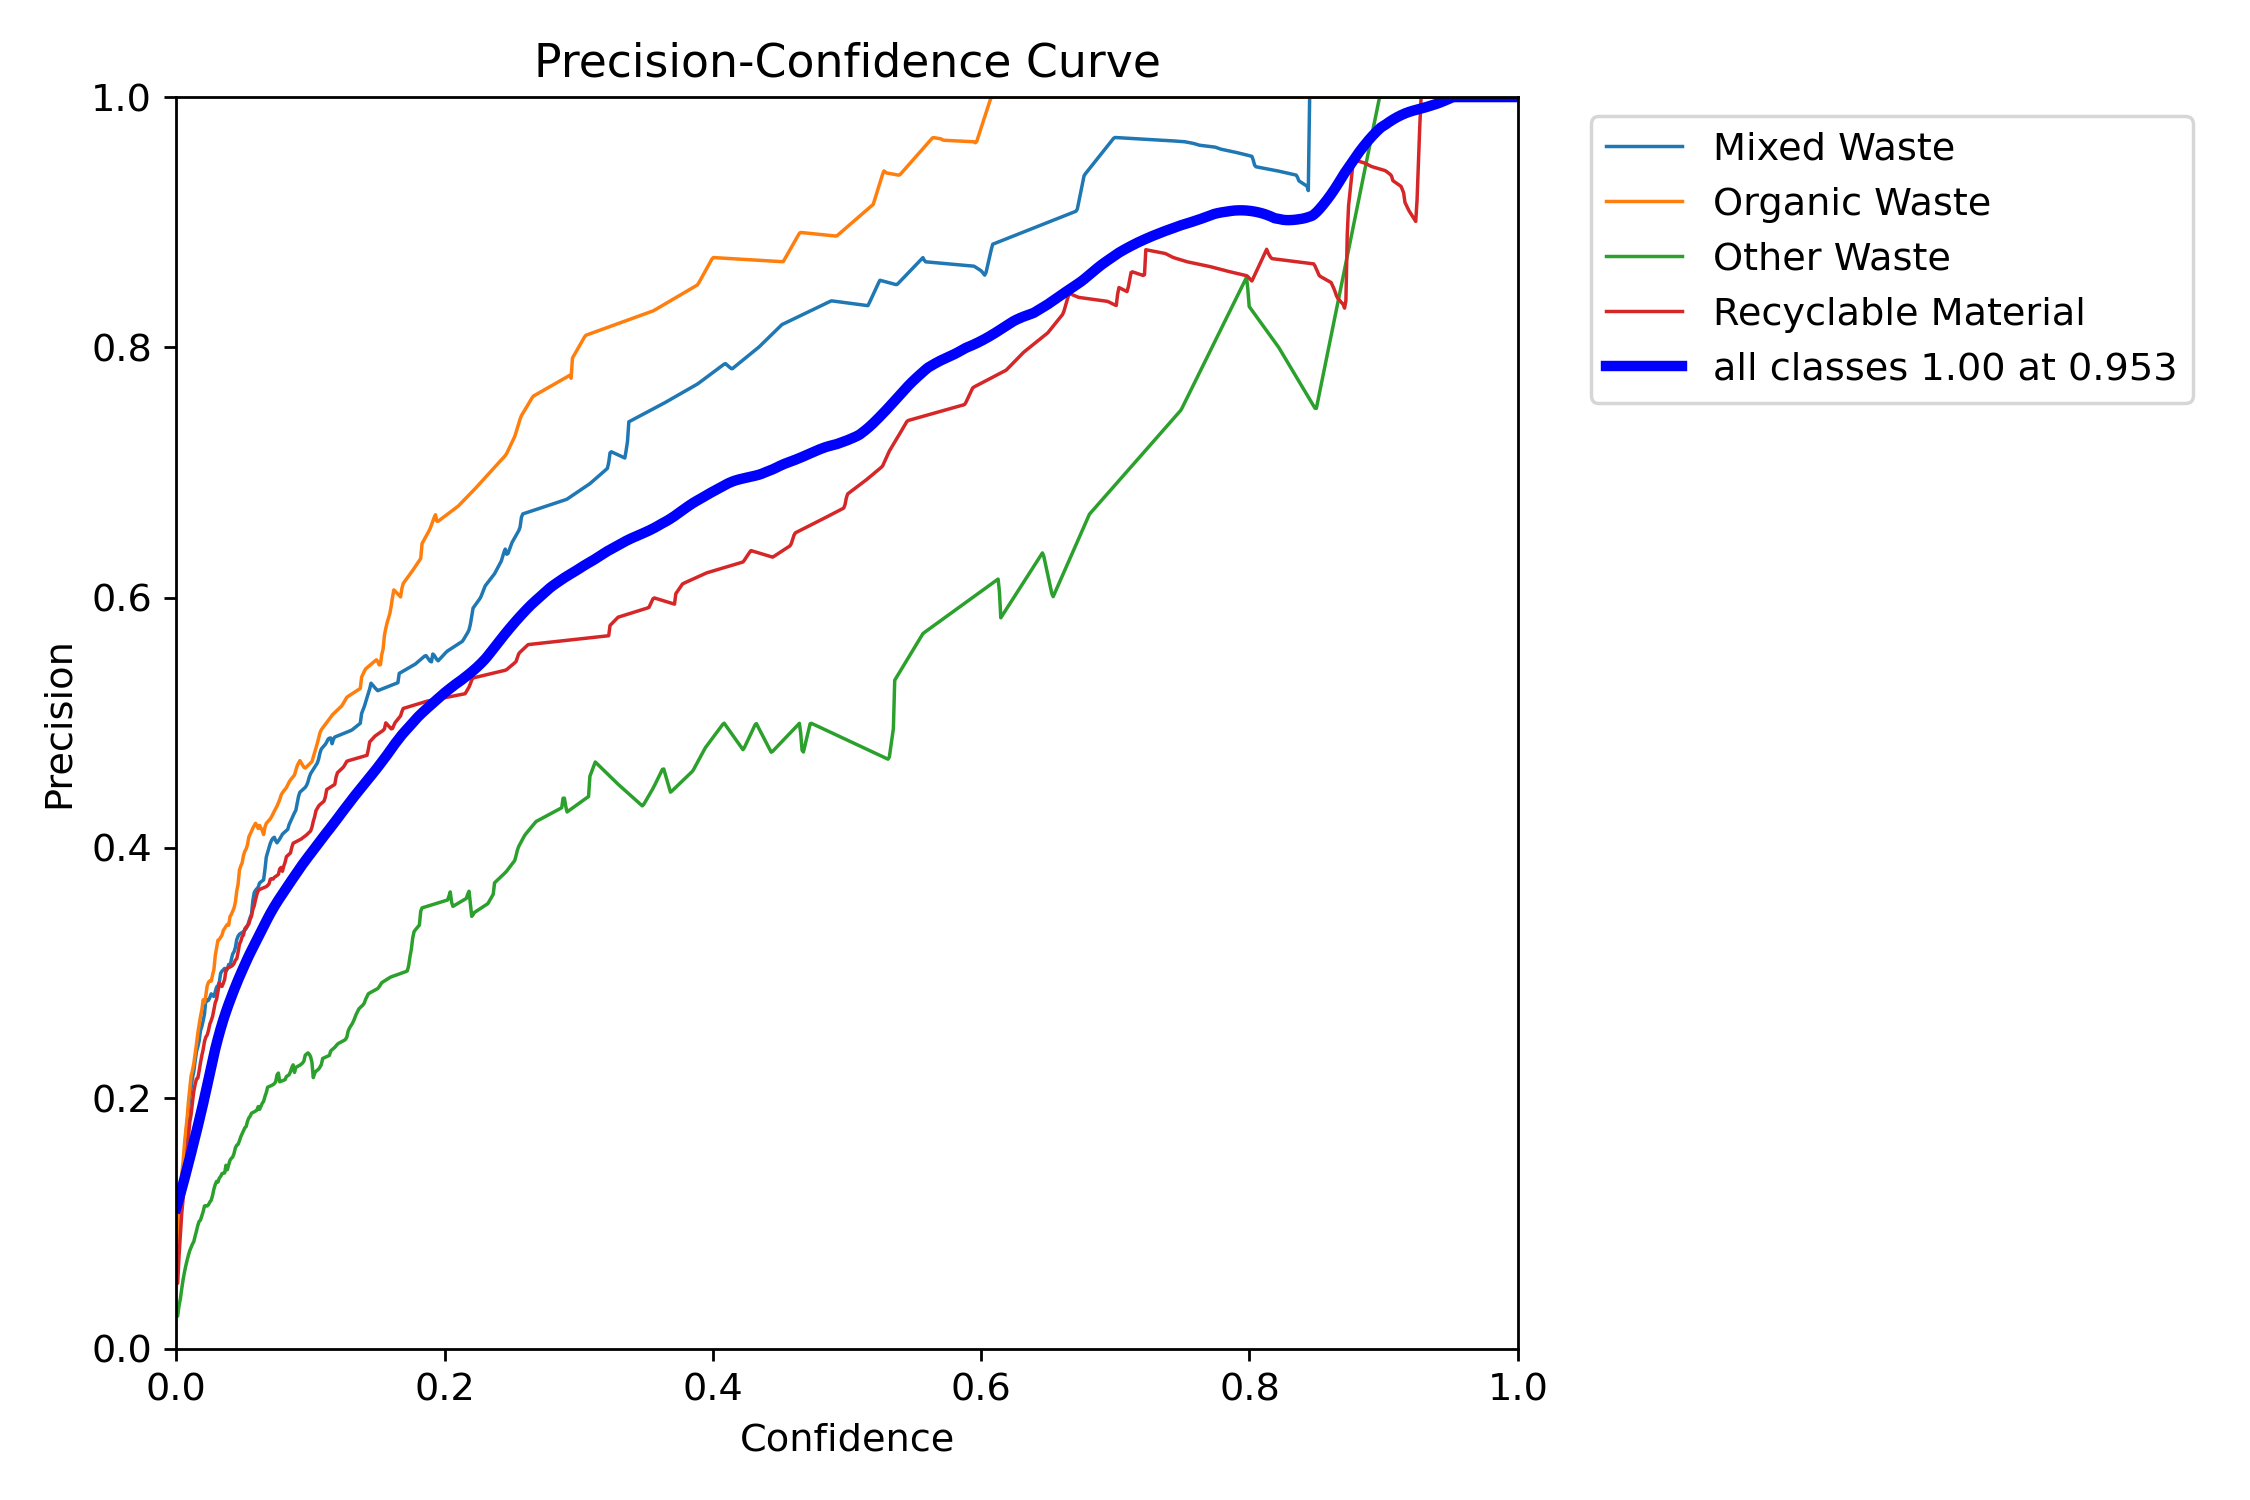 Precision-Confidence Curve
1.0
0.8
0.6
0.4
0.2
0.0
Precision
0.0 0.2 0.4 0.6 0.8 1.0
Confidence
Mixed Waste
Organic Waste
Other Waste
Recyclable Material
all classes 1.00 at 0.953